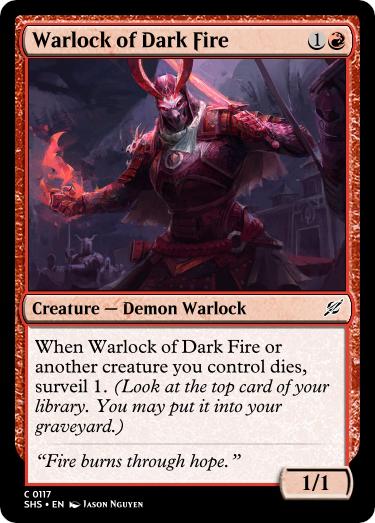 Warlock of Dark Fire 1
Creature — Demon Warlock
When Warlock of Dark Fire or
another creature you control dies,
surveil 1. (Look at the top card of your
library. You may put it into your
graveyard.)
“Fire burns through hope.”
1/1
C 0117
SHS • EN Jason Nguyen